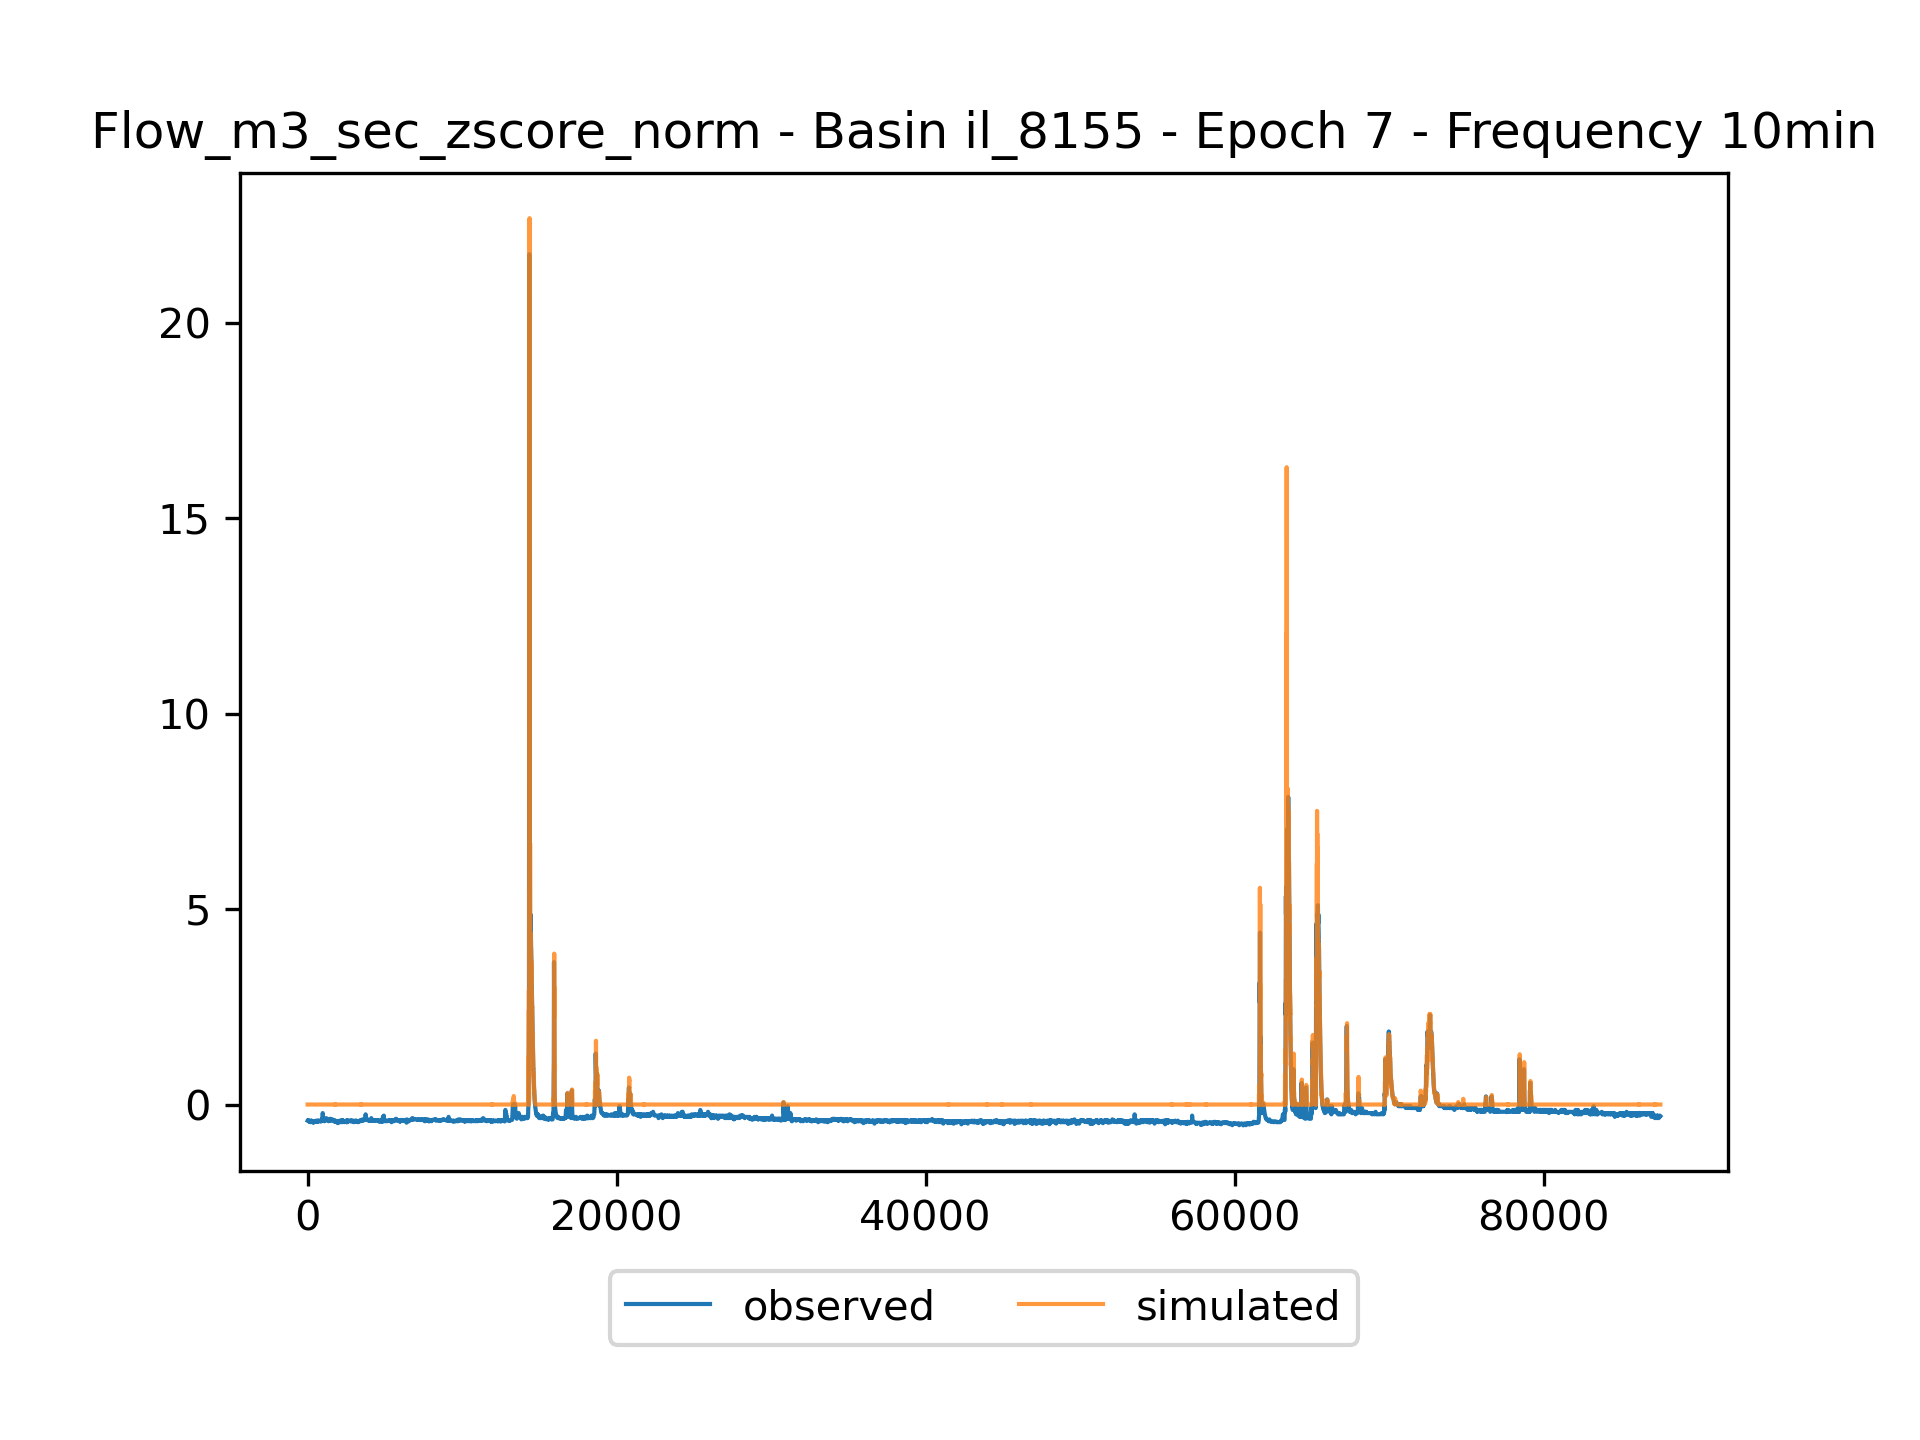 Flow_m3_sec_zscore_norm - Basin il_8155 - Epoch 7 - Frequency 10min
20
15
10
5
0
0 20000 40000 60000 80000
observed simulated